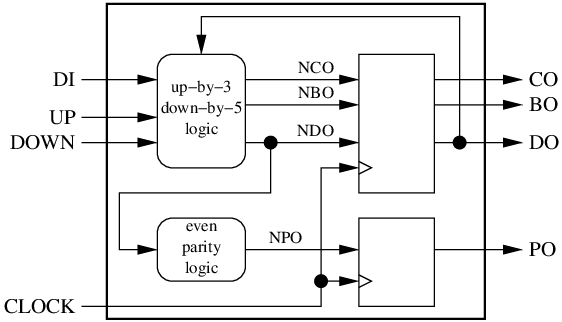 DI
UP
DOWN
up-by-3
down-by-5
logic
NCO
NBO
NDO
CO
BO
DO
even
parity
logic
NPO
PO
CLOCK